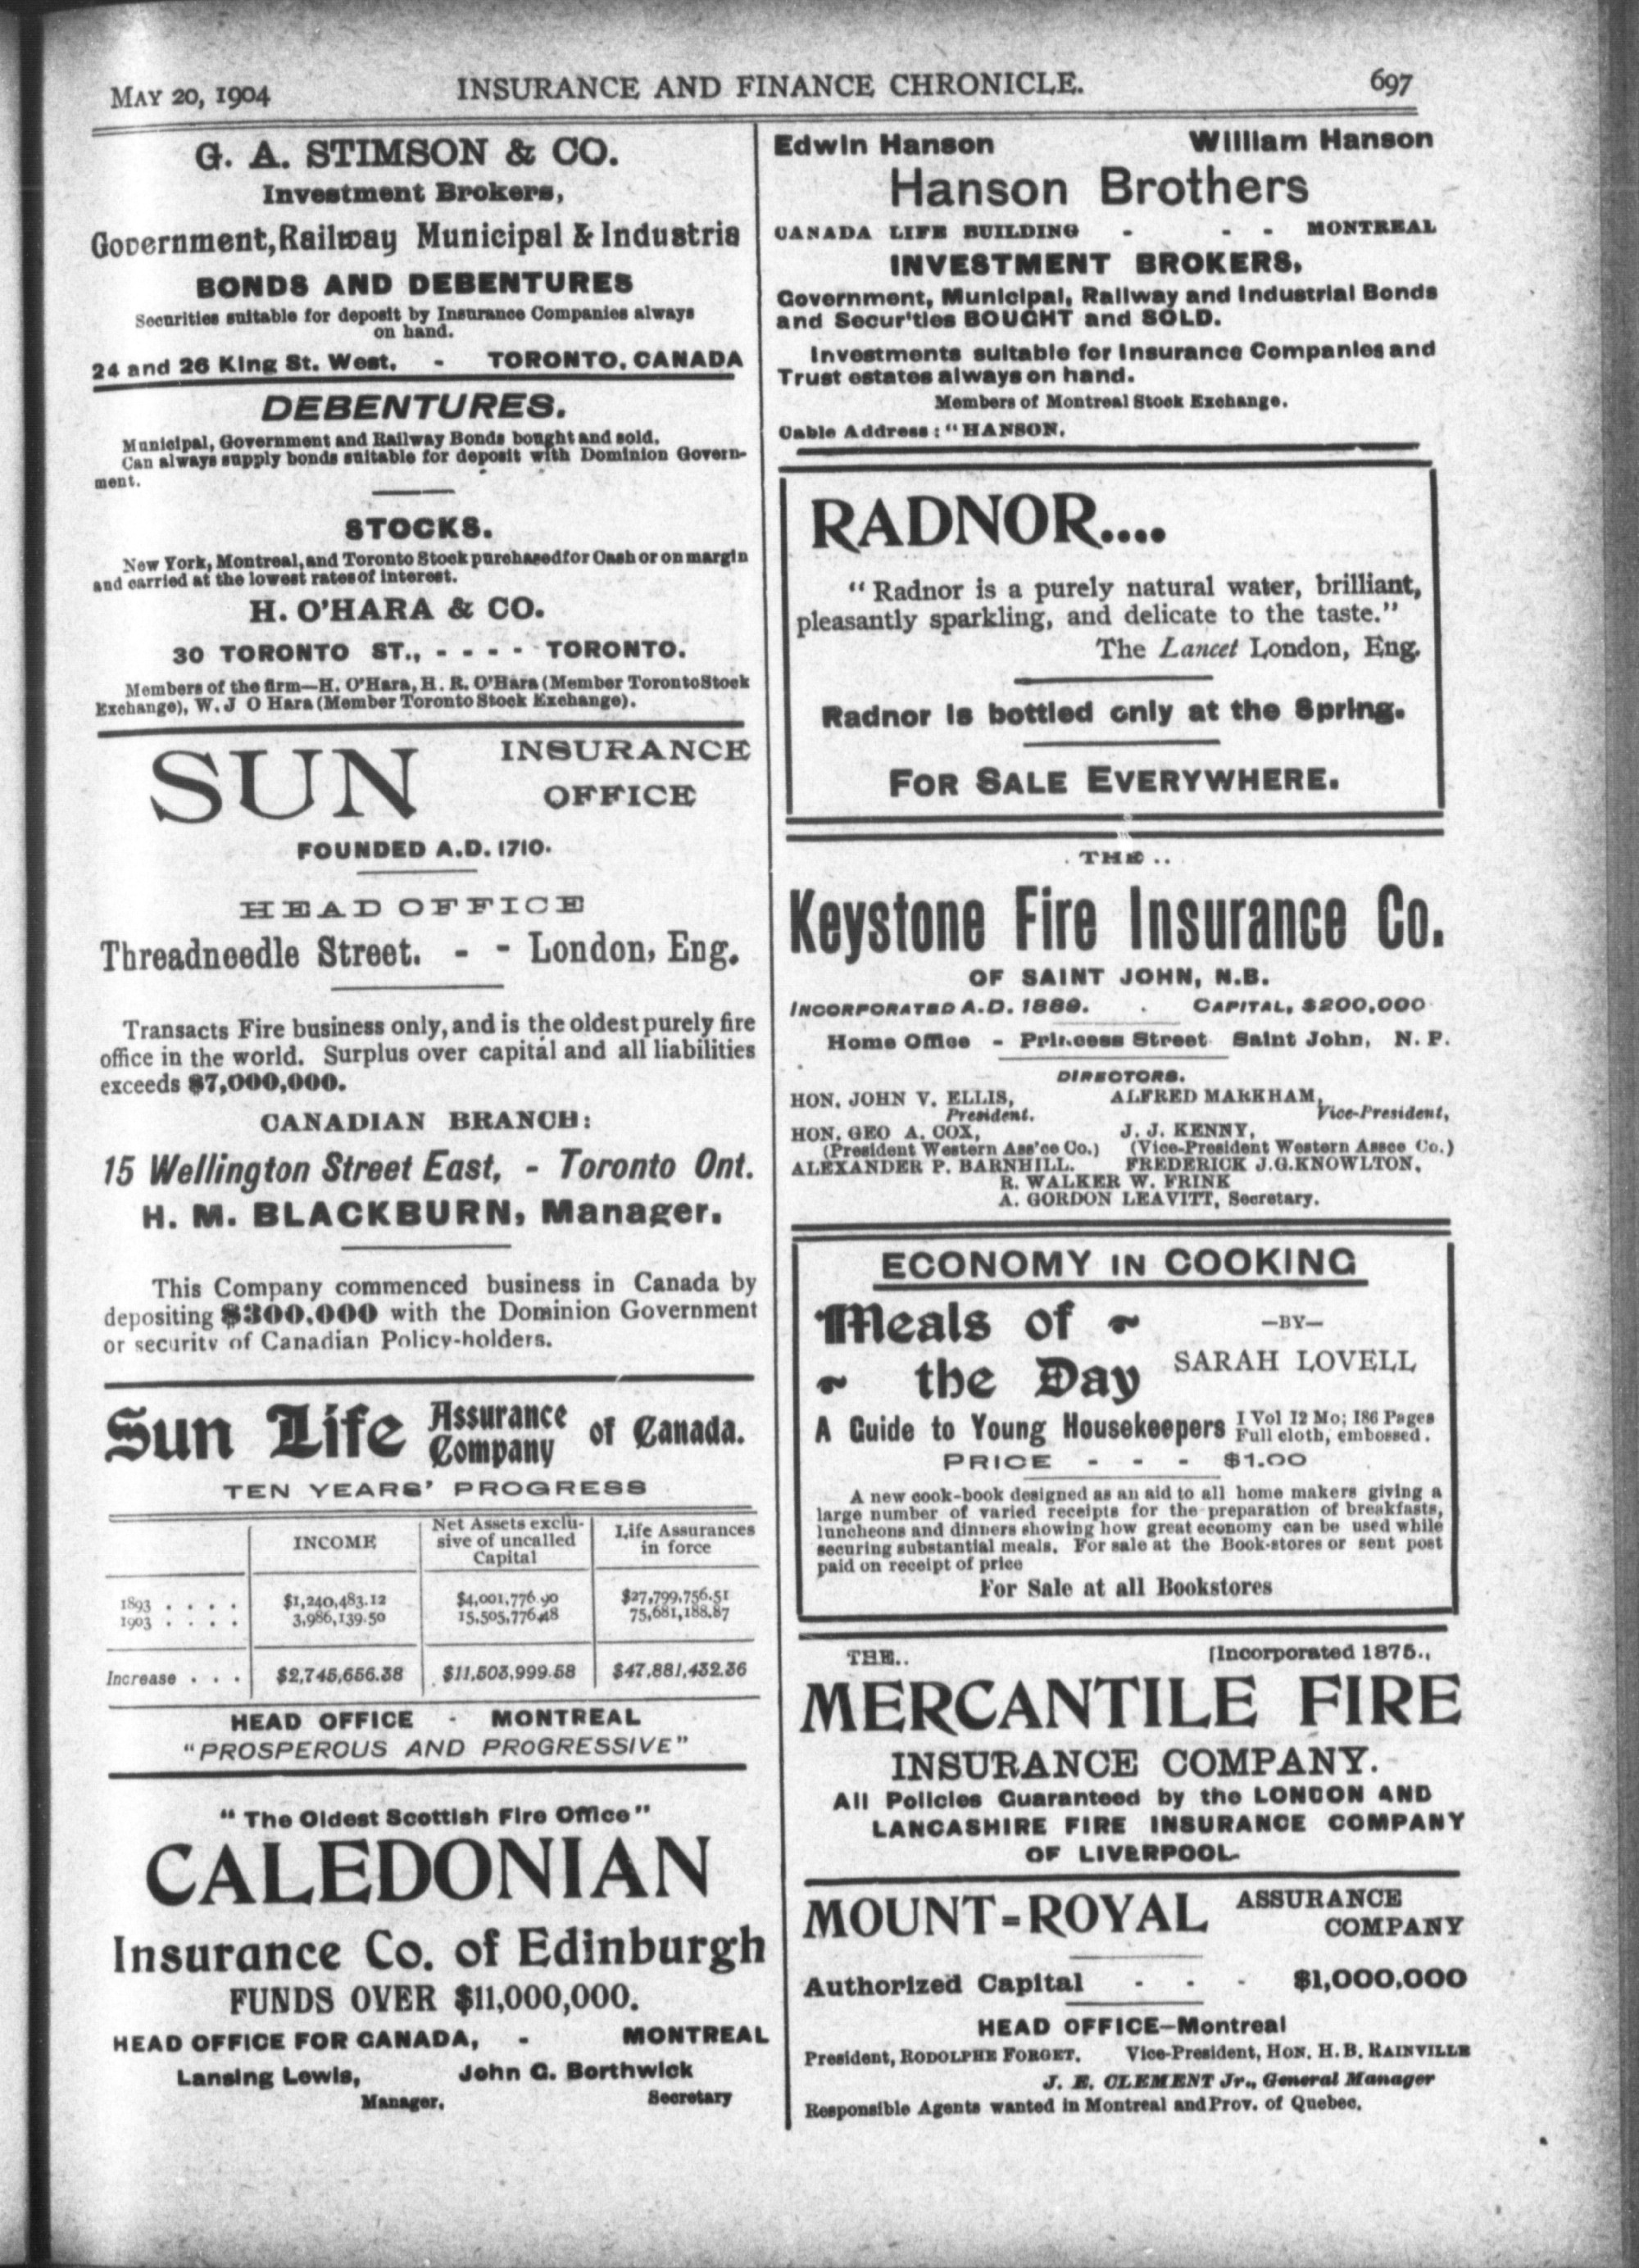 MAY 20, 1904 INSURANCE AND FINANCE CHRONICLE. 697
G. A. STIMSON & CO.
Investment Brokers,
Government, Railway Municipal & Industria
BONDS AND DEBENTURES
Securities suitable for deposit by Insurance Companies always
on hand.
24 and 26 King St. West. - TORONTO, CANADA
DEBENTURES.
Municipal, Government and Railway Bonds bought and sold.
Can always supply bonds suitable for deposit with Dominion Govern-
ment.
STOCKS.
New York, Montreal, and Toronto Stock purchased for Cash or on margin
and carried at the lowest rates of interest.
H. O'HARA & CO.
30 TORONTO ST., - - - - TORONTO.
Members of the firm—H. O'Hara, H. R. O'Hara (Member Toronto Stock
Exchange), W. J O Hara (Member Toronto Stock Exchange).
SUN INSURANCE
OFFICE
FOUNDED A.D. 1710.
HEAD OFFICE
Threadneedle Street. - - London, Eng.
Transacts Fire business only, and is the oldest purely fire
office in the world. Surplus over capital and all liabilities
exceeds $7,000,000.
CANADIAN BRANCH:
15 Wellington Street East, - Toronto Ont.
H. M. BLACKBURN, Manager.
This Company commenced business in Canada by
depositing $300,000 with the Dominion Government
or security of Canadian Policy-holders.
Sun Life Assurance Company of Canada.
TEN YEARS' PROGRESS
INCOME | Net Assets exclu-sive of uncalled Capital | Life Assurances in force
1893 . . . . $1,240,483.12 $4,001,776.90 $27,799,756.51
1903 . . . . 3,986,139.50 15,505,776.48 75,681,188.87
Increase . . . $2,745,656.38 $11,503,999.58 $47,881,432.36
HEAD OFFICE - MONTREAL
"PROSPEROUS AND PROGRESSIVE"
"The Oldest Scottish Fire Office"
CALEDONIAN
Insurance Co. of Edinburgh
FUNDS OVER $11,000,000.
HEAD OFFICE FOR CANADA, - MONTREAL
Lansing Lewis, John G. Borthwick
Manager. Secretary
Edwin Hanson William Hanson
Hanson Brothers
CANADA LIFE BUILDING - - - MONTREAL
INVESTMENT BROKERS,
Government, Municipal, Railway and Industrial Bonds
and Secur'ties BOUGHT and SOLD.
Investments suitable for Insurance Companies and
Trust estates always on hand.
Members of Montreal Stock Exchange.
Cable Address: "HANSON.
RADNOR....
"Radnor is a purely natural water, brilliant,
pleasantly sparkling, and delicate to the taste."
The Lancet London, Eng.
Radnor is bottled only at the Spring.
FOR SALE EVERYWHERE.
. THE ..
Keystone Fire Insurance Co.
OF SAINT JOHN, N.B.
INCORPORATED A.D. 1889. . CAPITAL, $200,000
Home Office - Princess Street Saint John, N. P.
DIRECTORS.
HON. JOHN V. ELLIS, ALFRED MARKHAM,
President. Vice-President,
HON. GEO A. COX, J. J. KENNY,
(President Western Ass'ce Co.) (Vice-President Western Assce Co.)
ALEXANDER P. BARNHILL. FREDERICK J.G.KNOWLTON,
R. WALKER W. FRINK
A. GORDON LEAVITT, Secretary.
ECONOMY IN COOKING
Meals of —BY—
the Day SARAH LOVELL
A Guide to Young Housekeepers 1 Vol 12 Mo; 186 Pages
Full cloth, embossed.
PRICE - - - $1.00
A new cook-book designed as an aid to all home makers giving a
large number of varied receipts for the preparation of breakfasts,
luncheons and dinners showing how great economy can be used while
securing substantial meals. For sale at the Book-stores or sent post
paid on receipt of price
For Sale at all Bookstores
THE.. [Incorporated 1875.,
MERCANTILE FIRE
INSURANCE COMPANY.
All Policies Guaranteed by the LONDON AND
LANCASHIRE FIRE INSURANCE COMPANY
OF LIVERPOOL
MOUNT=ROYAL ASSURANCE
COMPANY
Authorized Capital - - - $1,000,000
HEAD OFFICE—Montreal
President, RODOLPHE FORGET. Vice-President, HON. H. B. RAINVILLE
J. E. CLEMENT Jr., General Manager
Responsible Agents wanted in Montreal and Prov. of Quebec.